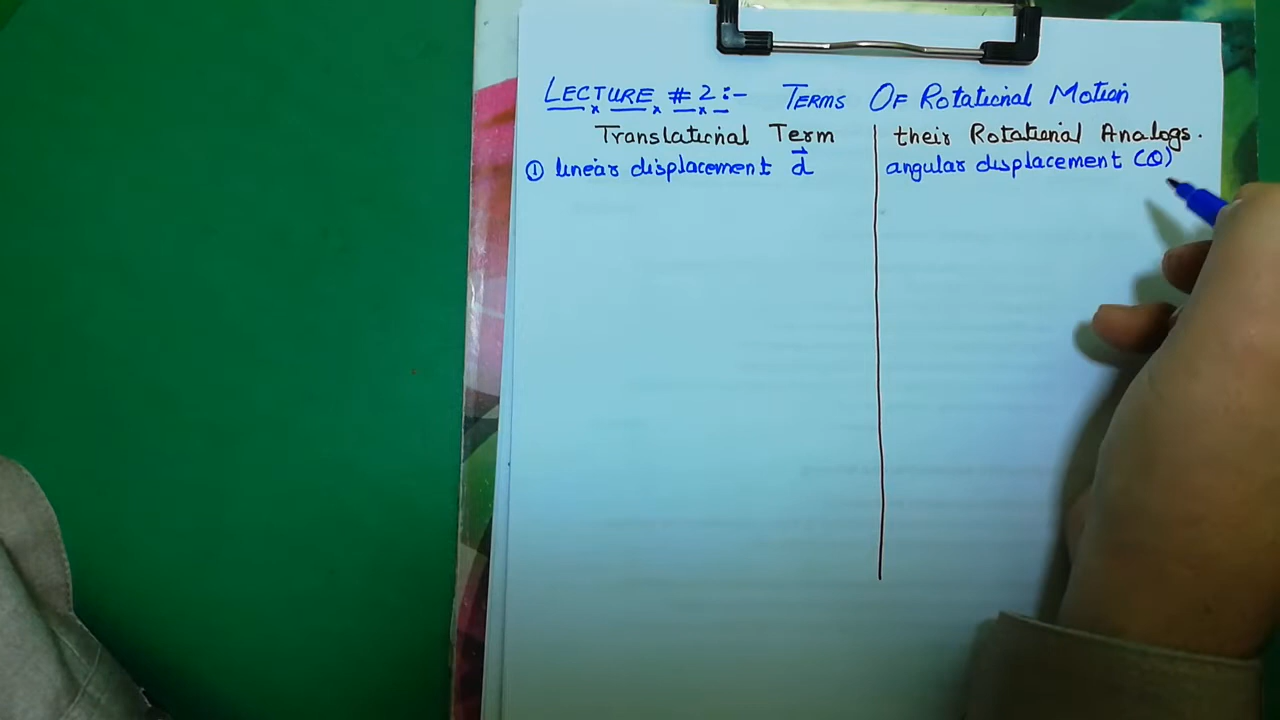 LECTURE # 2 :- TERMS OF Rotational Motion
Translational Term | their Rotational Analogs.
① linear displacement d⃗ | angular displacement (θ)